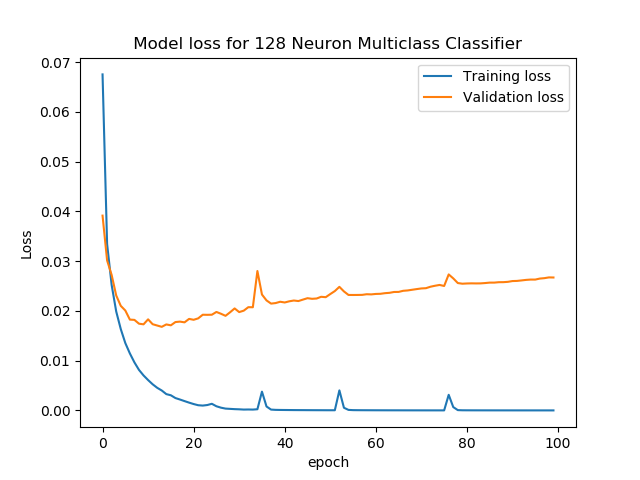 Model loss for 128 Neuron Multiclass Classifier
Training loss
Validation loss
0.07
0.06
0.05
0.04
0.03
0.02
0.01
0.00
Loss
0 20 40 60 80 100
epoch